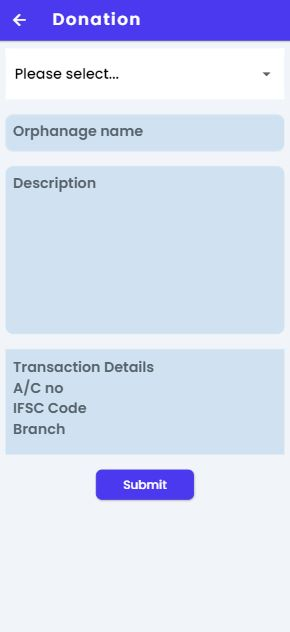 Donation
Please select...
Orphanage name
Description
Transaction Details
A/C no
IFSC Code
Branch
Submit